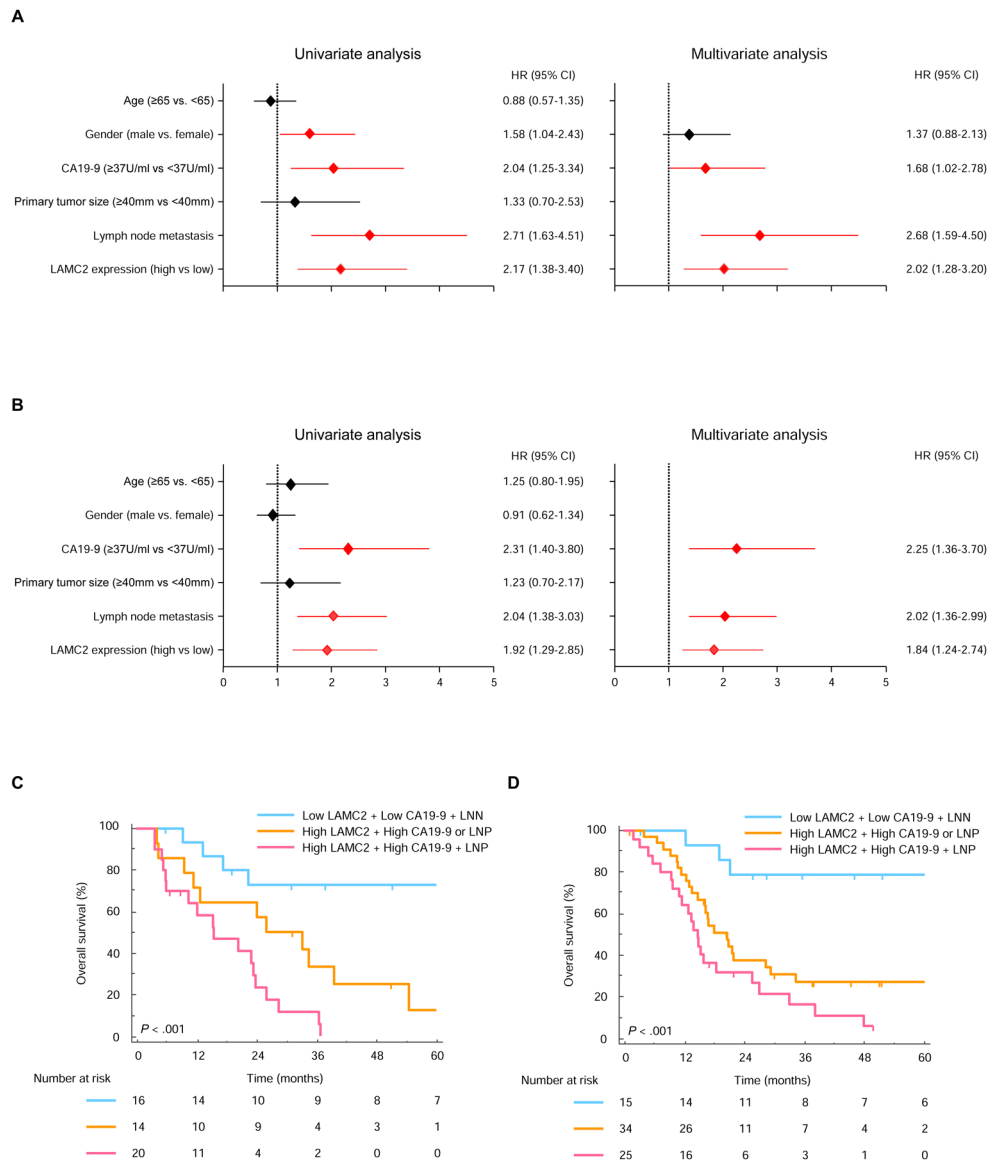 A
Univariate analysis
Multivariate analysis
HR (95% CI)
HR (95% CI)
Age (≥65 vs. <65)
0.88 (0.57-1.35)
Gender (male vs. female)
1.58 (1.04-2.43)
1.37 (0.88-2.13)
CA19-9 (≥37U/ml vs <37U/ml)
2.04 (1.25-3.34)
1.68 (1.02-2.78)
Primary tumor size (≥40mm vs <40mm)
1.33 (0.70-2.53)
Lymph node metastasis
2.71 (1.63-4.51)
2.68 (1.59-4.50)
LAMC2 expression (high vs low)
2.17 (1.38-3.40)
2.02 (1.28-3.20)
0 1 2 3 4 5
0 1 2 3 4 5
B
Univariate analysis
Multivariate analysis
HR (95% CI)
HR (95% CI)
Age (≥65 vs. <65)
1.25 (0.80-1.95)
Gender (male vs. female)
0.91 (0.62-1.34)
CA19-9 (≥37U/ml vs <37U/ml)
2.31 (1.40-3.80)
2.25 (1.36-3.70)
Primary tumor size (≥40mm vs <40mm)
1.23 (0.70-2.17)
Lymph node metastasis
2.04 (1.38-3.03)
2.02 (1.36-2.99)
LAMC2 expression (high vs low)
1.92 (1.29-2.85)
1.84 (1.24-2.74)
0 1 2 3 4 5
0 1 2 3 4 5
C
Low LAMC2 + Low CA19-9 + LNN
High LAMC2 + High CA19-9 or LNP
High LAMC2 + High CA19-9 + LNP
Overall survival (%)
100
80
60
40
20
0
P < .001
0 12 24 36 48 60
Number at risk
Time (months)
16 14 10 9 8 7
14 10 9 4 3 1
20 11 4 2 0 0
D
Low LAMC2 + Low CA19-9 + LNN
High LAMC2 + High CA19-9 or LNP
High LAMC2 + High CA19-9 + LNP
Overall survival (%)
100
80
60
40
20
0
P < .001
0 12 24 36 48 60
Number at risk
Time (months)
15 14 11 8 7 6
34 26 11 7 4 2
25 16 6 3 1 0